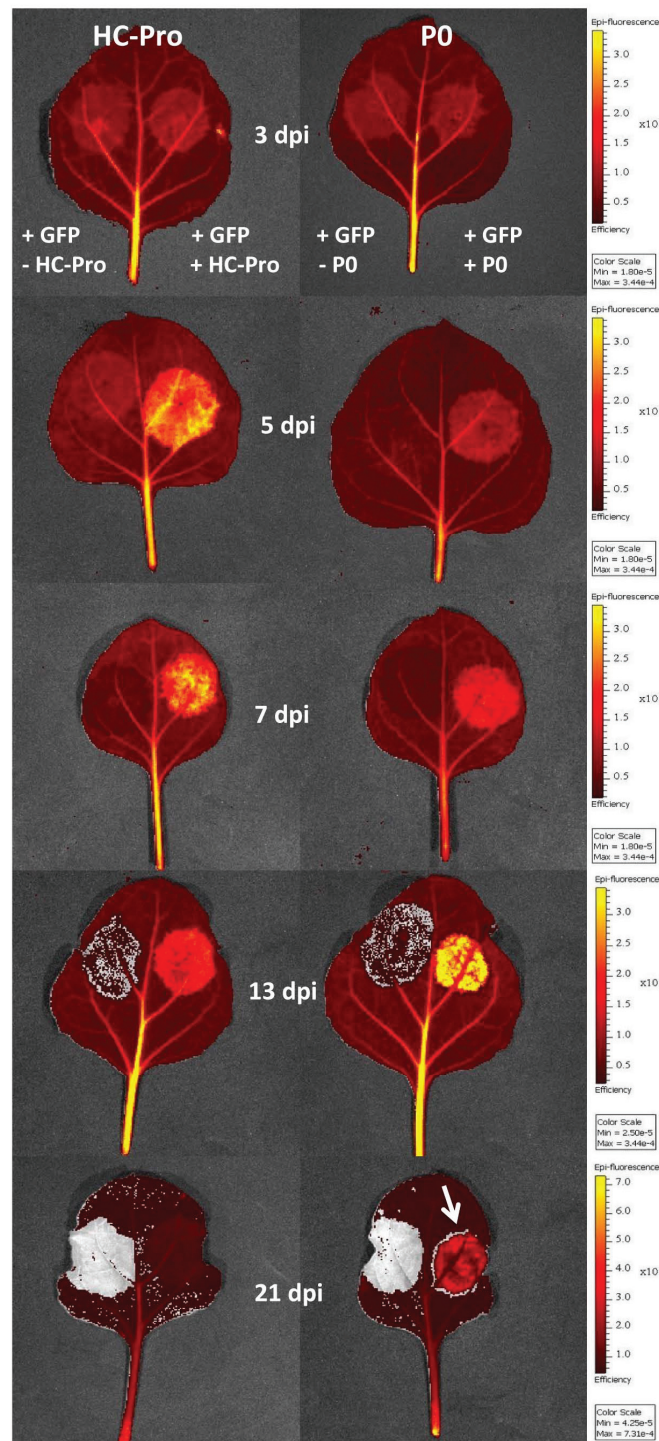 HC-Pro
P0
3 dpi
+ GFP
- HC-Pro
+ GFP
+ HC-Pro
+ GFP
- P0
+ GFP
+ P0
Epi-fluorescence
3.0
2.5
2.0
x10
1.5
1.0
0.5
Efficiency
Color Scale
Min = 1.80e-5
Max = 3.44e-4
5 dpi
Epi-fluorescence
3.0
2.5
2.0
x10
1.5
1.0
0.5
Efficiency
Color Scale
Min = 1.80e-5
Max = 3.44e-4
7 dpi
Epi-fluorescence
3.0
2.5
2.0
x10
1.5
1.0
0.5
Efficiency
Color Scale
Min = 1.80e-5
Max = 3.44e-4
13 dpi
Epi-fluorescence
3.0
2.5
2.0
x10
1.5
1.0
0.5
Efficiency
Color Scale
Min = 2.50e-5
Max = 3.44e-4
21 dpi
Epi-fluorescence
7.0
6.0
5.0
4.0
x10
3.0
2.0
1.0
Efficiency
Color Scale
Min = 4.25e-5
Max = 7.31e-4